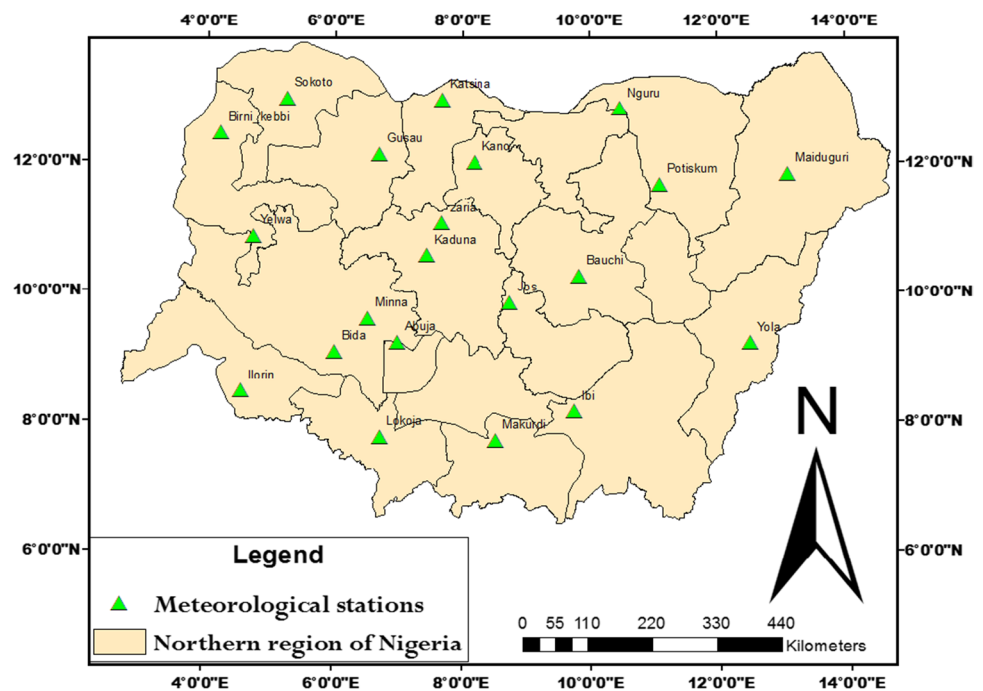 4°0'0"E 6°0'0"E 8°0'0"E 10°0'0"E 12°0'0"E 14°0'0"E
Sokoto
Katsina
Nguru
Birni_kebbi
Gusau
Kano
12°0'0"N 12°0'0"N
Maiduguri
Potiskum
Zaria
Yelwa
Kaduna
Bauchi
10°0'0"N 10°0'0"N
Jos
Minna
Abuja
Yola
Bida
Ilorin
Ibi
8°0'0"N 8°0'0"N
Lokoja
Makurdi
N
6°0'0"N 6°0'0"N
Legend
Meteorological stations
Northern region of Nigeria
0 55 110 220 330 440
Kilometers
4°0'0"E 6°0'0"E 8°0'0"E 10°0'0"E 12°0'0"E 14°0'0"E